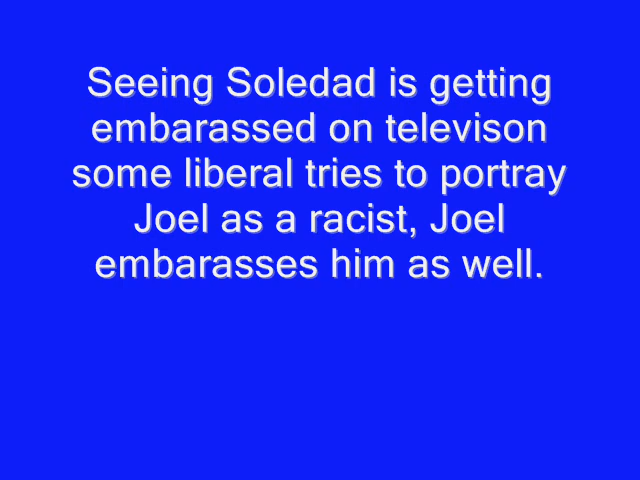 Seeing Soledad is getting
embarassed on televison
some liberal tries to portray
Joel as a racist, Joel
embarasses him as well.